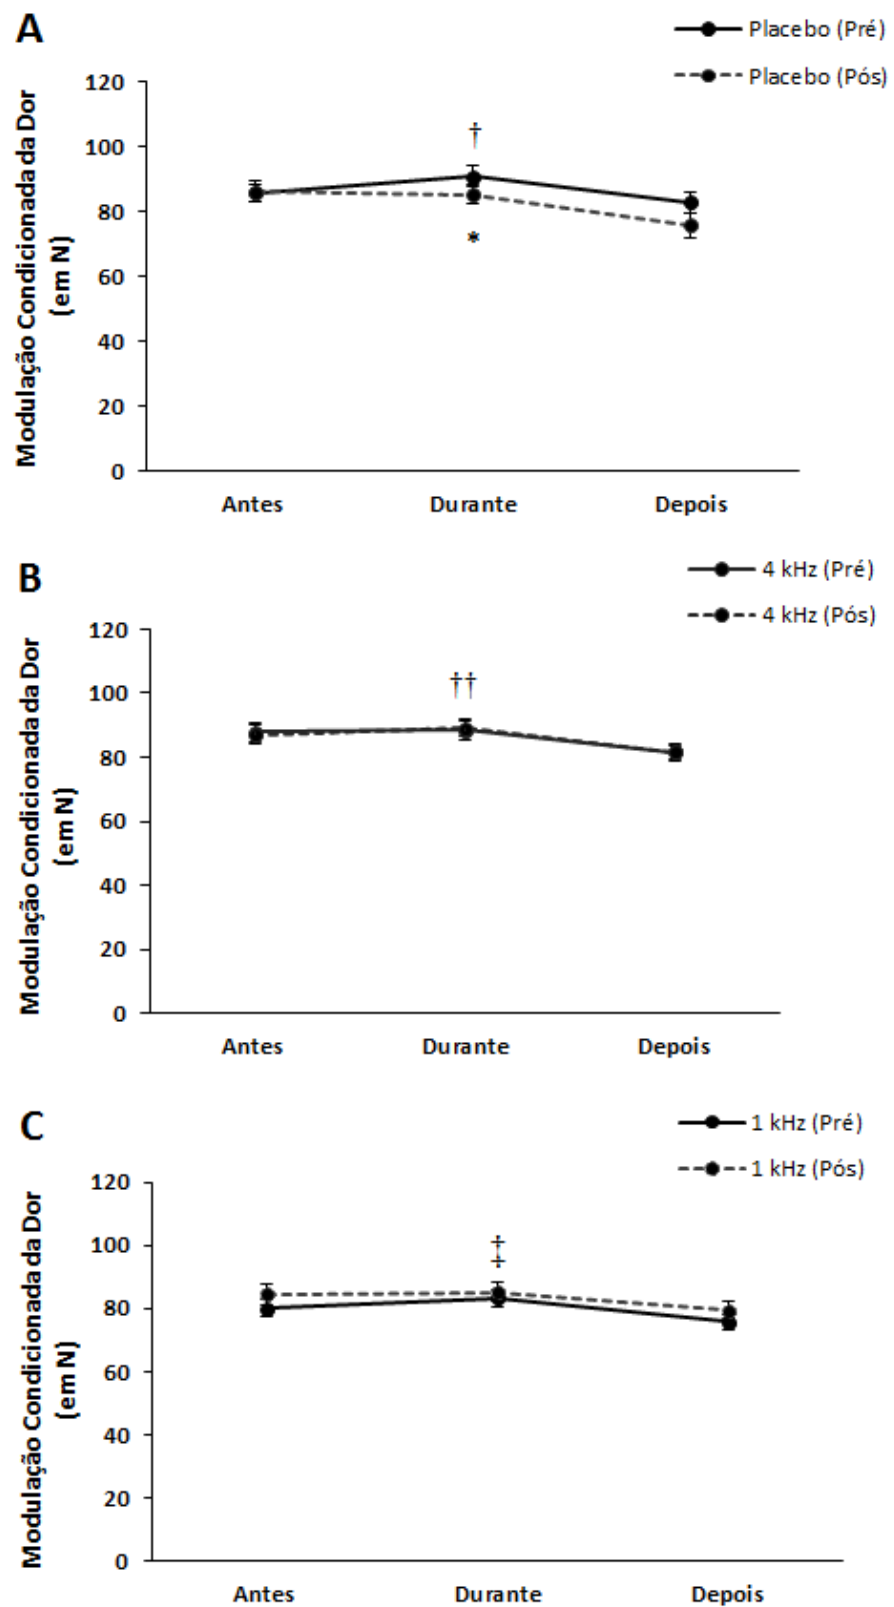 A
Placebo (Pré)
Placebo (Pós)
Modulação Condicionada da Dor
(em N)
120
100
80
60
40
20
0
†
*
Antes
Durante
Depois
B
4 kHz (Pré)
4 kHz (Pós)
Modulação Condicionada da Dor
(em N)
120
100
80
60
40
20
0
††
Antes
Durante
Depois
C
1 kHz (Pré)
1 kHz (Pós)
Modulação Condicionada da Dor
(em N)
120
100
80
60
40
20
0
‡
Antes
Durante
Depois